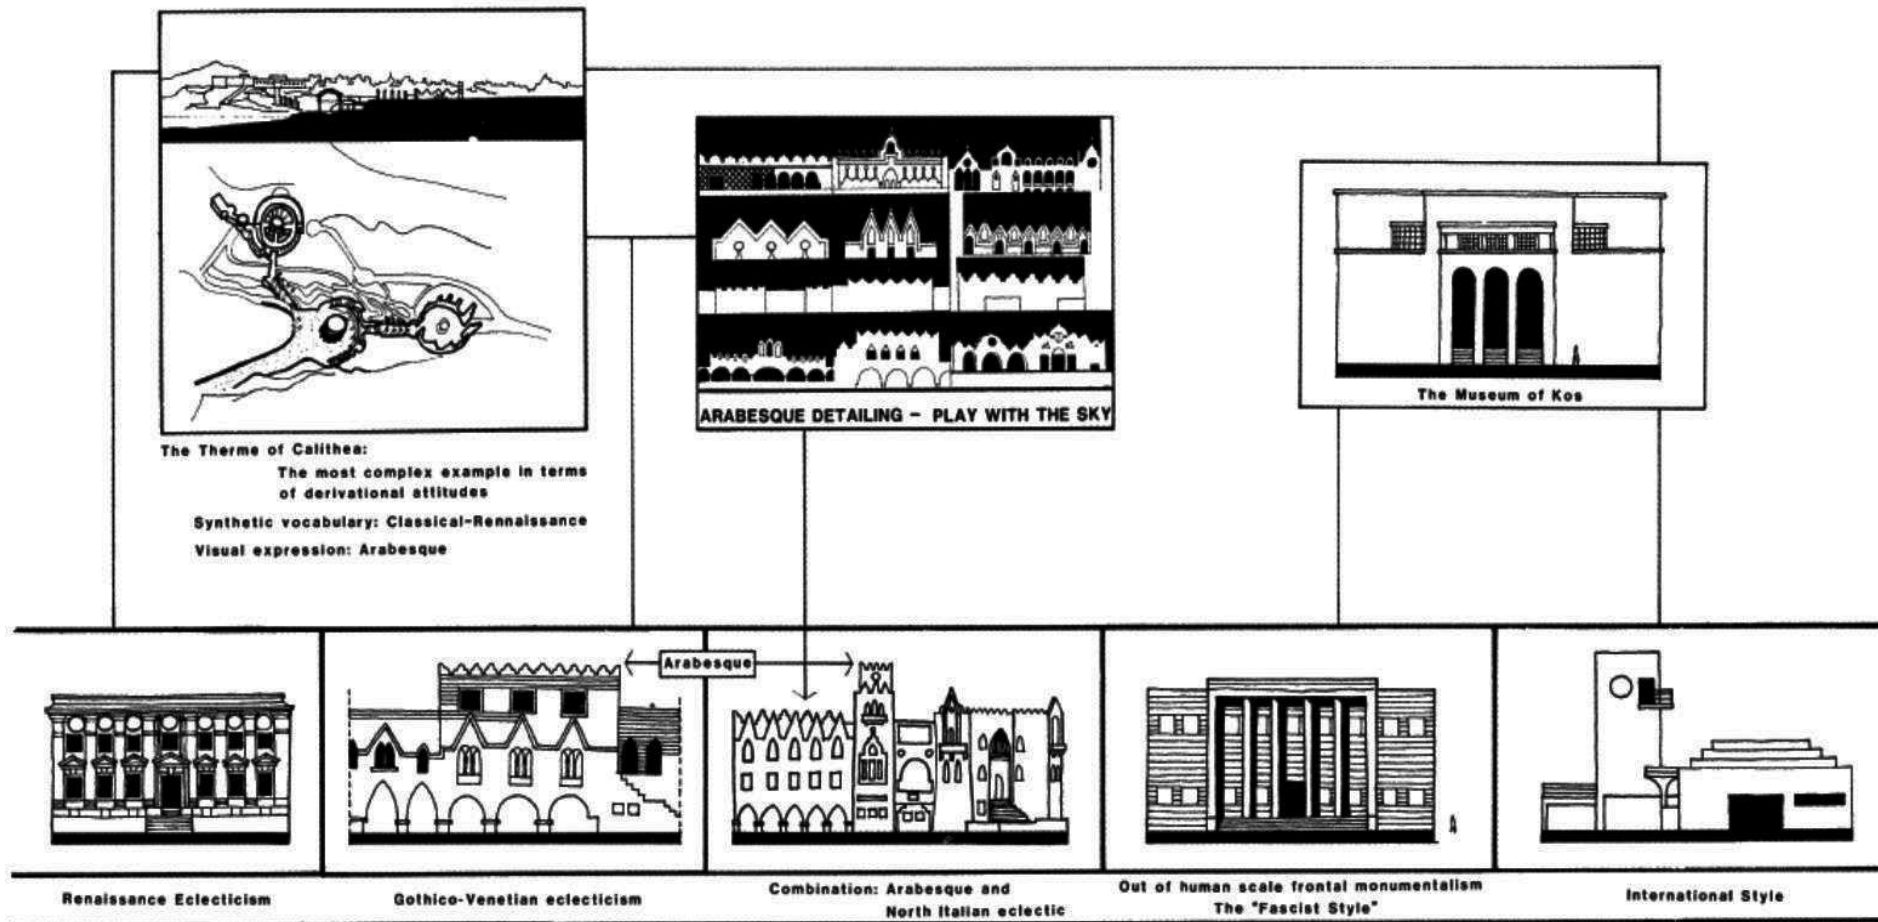 ARABESQUE DETAILING - PLAY WITH THE SKY
The Museum of Kos
The Therme of Calithea:
The most complex example in terms
of derivational attitudes
Synthetic vocabulary: Classical-Rennaissance
Visual expression: Arabesque
Arabesque
Renaissance Eclecticism
Gothico-Venetian eclecticism
Combination: Arabesque and
North Italian eclectic
Out of human scale frontal monumentalism
The "Fascist Style"
International Style